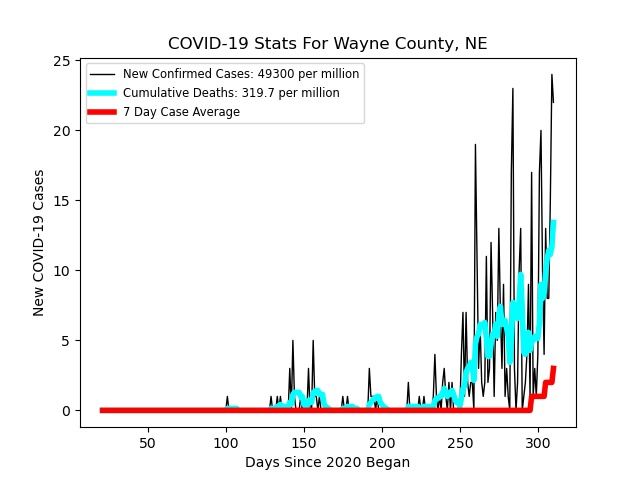 COVID-19 Stats For Wayne County, NE
New Confirmed Cases: 49300 per million
Cumulative Deaths: 319.7 per million
7 Day Case Average
New COVID-19 Cases
25
20
15
10
5
0
50 100 150 200 250 300
Days Since 2020 Began